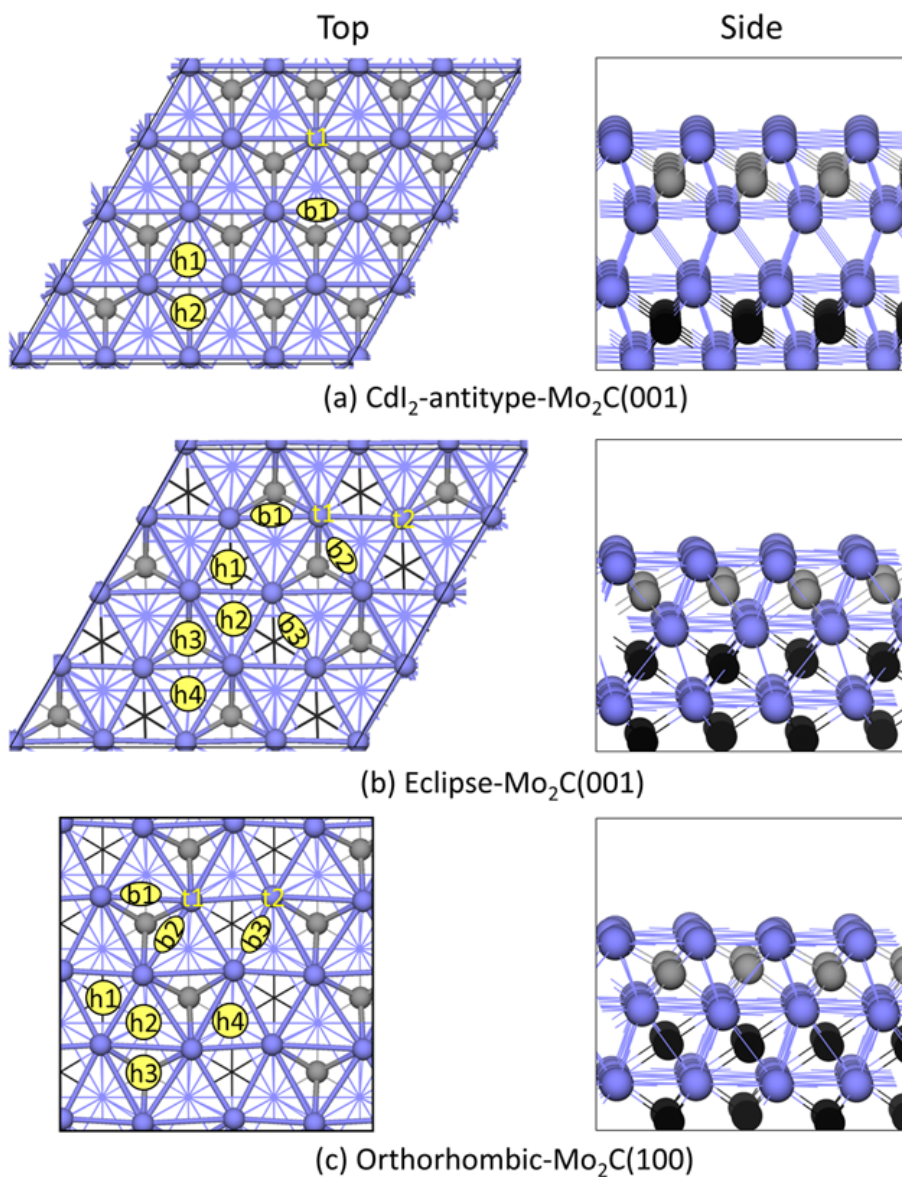 Top Side
t1
b1
h1
h2
(a) CdI₂-antitype-Mo₂C(001)
b1 t1 t2
b2
h1
h2 b3
h3
h4
(b) Eclipse-Mo₂C(001)
b1 t1 t2
b2 b3
h1
h2 h4
h3
(c) Orthorhombic-Mo₂C(100)